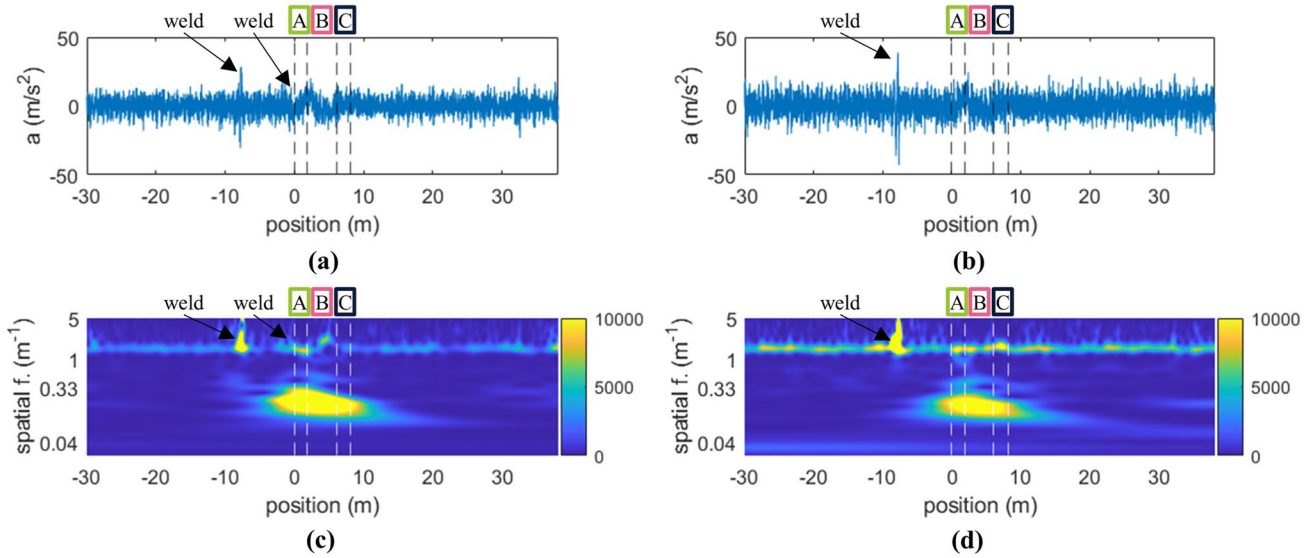 weld weld A B C
50
0
-50
a (m/s²)
-30 -20 -10 0 10 20 30
position (m)
(a)
weld A B C
50
0
-50
a (m/s²)
-30 -20 -10 0 10 20 30
position (m)
(b)
weld weld A B C
5
1
0.33
0.04
spatial f. (m⁻¹)
-30 -20 -10 0 10 20 30
position (m)
10000
5000
0
(c)
weld A B C
5
1
0.33
0.04
spatial f. (m⁻¹)
-30 -20 -10 0 10 20 30
position (m)
10000
5000
0
(d)